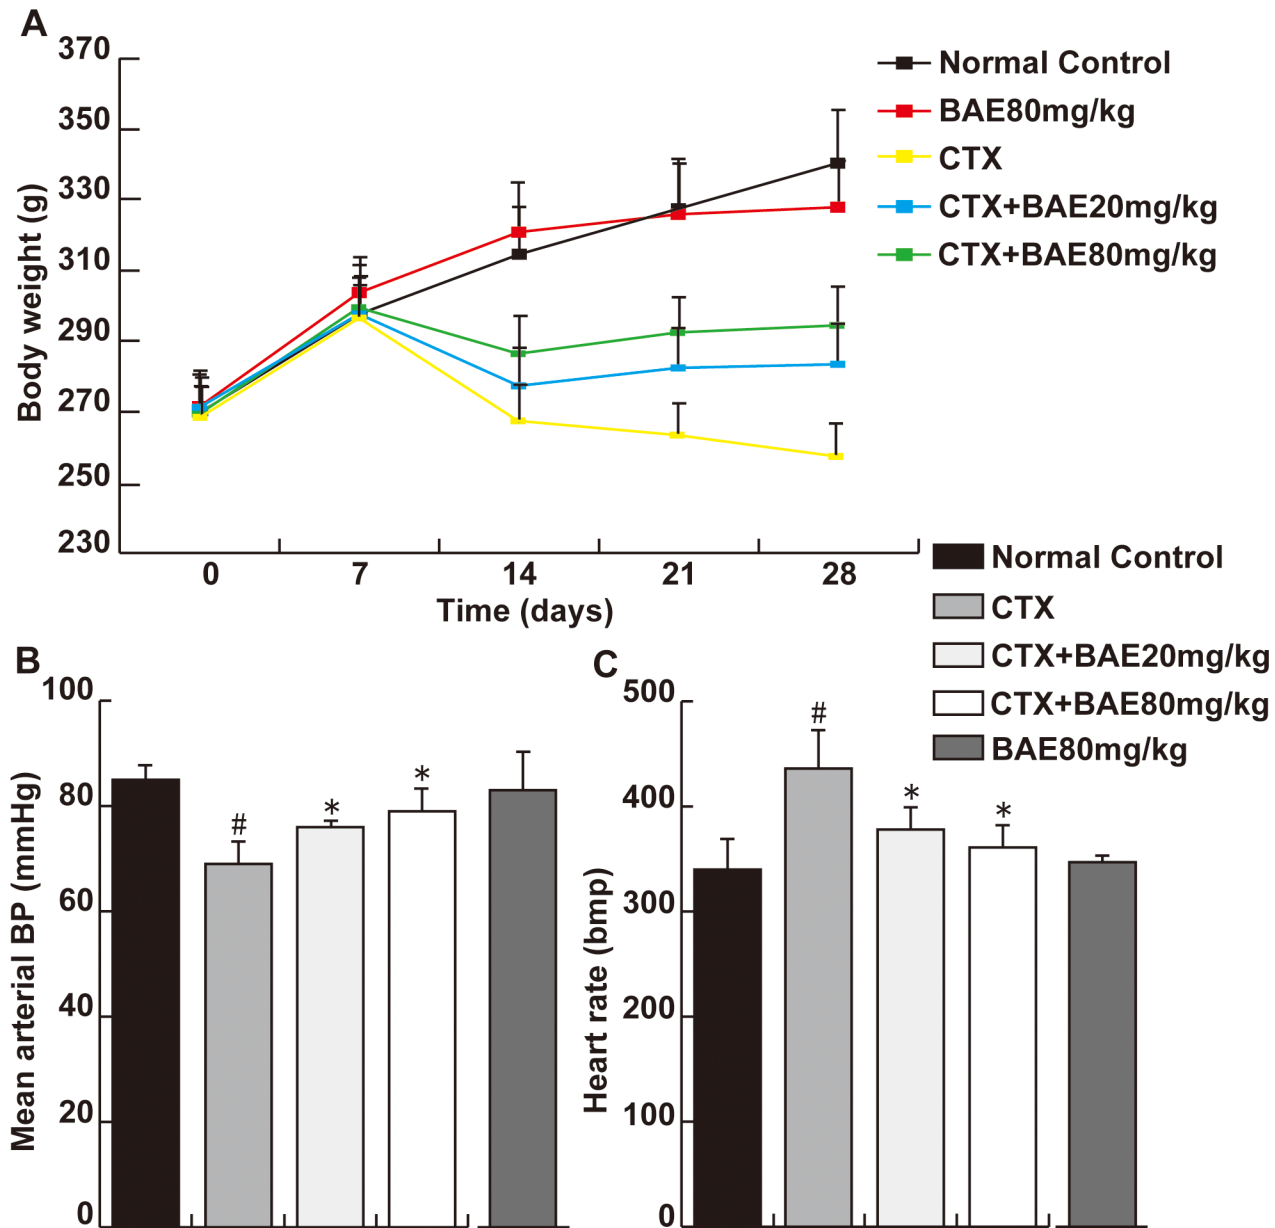 A
370
350
330
310
290
270
250
230
Body weight (g)
0 7 14 21 28
Time (days)
Normal Control
BAE80mg/kg
CTX
CTX+BAE20mg/kg
CTX+BAE80mg/kg
Normal Control
CTX
CTX+BAE20mg/kg
CTX+BAE80mg/kg
BAE80mg/kg
B
100
80
60
40
20
0
Mean arterial BP (mmHg)
#
*
*
C
500
400
300
200
100
0
Heart rate (bmp)
#
*
*